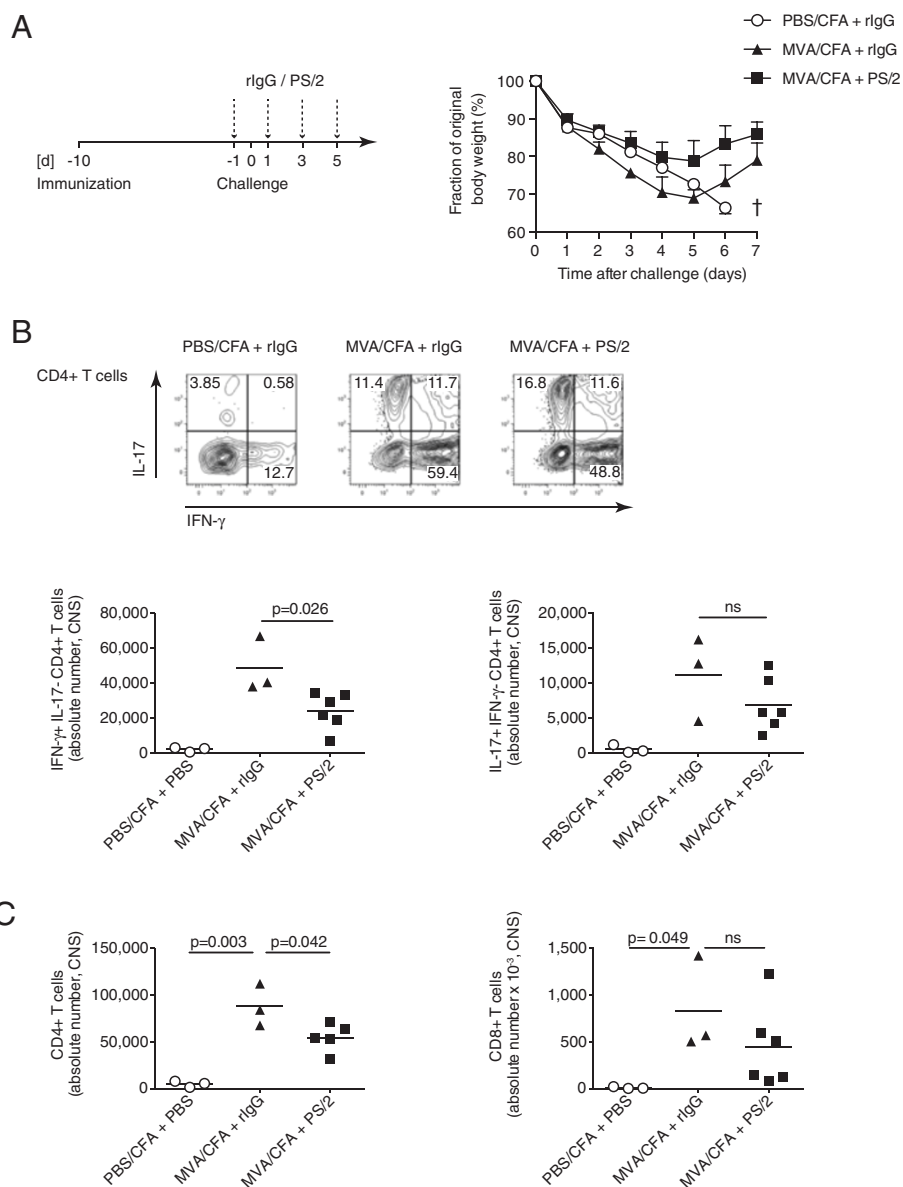 A
PBS/CFA + rIgG
MVA/CFA + rIgG
MVA/CFA + PS/2
rIgG / PS/2
[d] -10 -1 0 1 3 5
Immunization Challenge
Fraction of original
body weight (%)
100
90
80
70
60
†
0 1 2 3 4 5 6 7
Time after challenge (days)
B
PBS/CFA + rIgG MVA/CFA + rIgG MVA/CFA + PS/2
CD4+ T cells
IL-17
3.85 0.58 11.4 11.7 16.8 11.6
12.7 59.4 48.8
IFN-γ
IFN-γ+ IL-17- CD4+ T cells
(absolute number, CNS)
80,000
60,000
40,000
20,000
0
p=0.026
PBS/CFA + PBS
MVA/CFA + rIgG
MVA/CFA + PS/2
IL-17+ IFN-γ- CD4+ T cells
(absolute number, CNS)
20,000
15,000
10,000
5,000
0
ns
PBS/CFA + PBS
MVA/CFA + rIgG
MVA/CFA + PS/2
C
CD4+ T cells
(absolute number, CNS)
150,000
100,000
50,000
0
p=0.003 p=0.042
PBS/CFA + PBS
MVA/CFA + rIgG
MVA/CFA + PS/2
CD8+ T cells
(absolute number x 10⁻³, CNS)
1,500
1,000
500
0
p= 0.049 ns
PBS/CFA + PBS
MVA/CFA + rIgG
MVA/CFA + PS/2